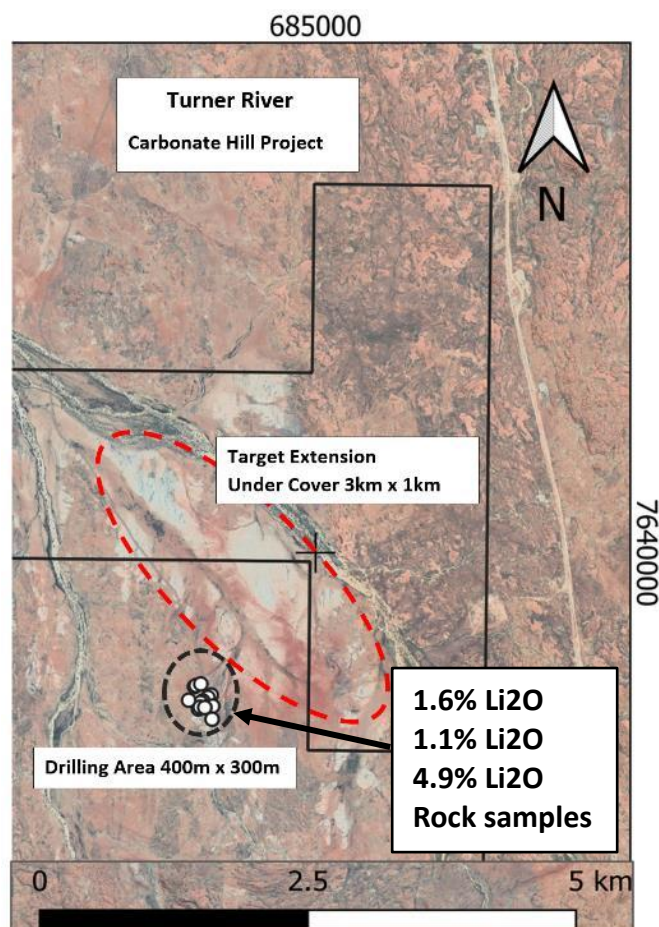 685000
Turner River
Carbonate Hill Project
N
Target Extension
Under Cover 3km x 1km
7640000
1.6% Li2O
1.1% Li2O
4.9% Li2O
Rock samples
Drilling Area 400m x 300m
0 2.5 5 km